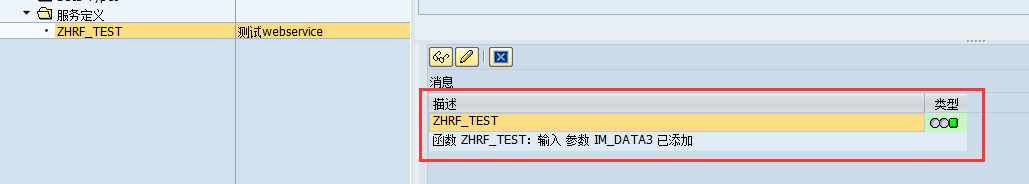 服务定义
ZHRF_TEST 测试webservice
消息
描述 类型
ZHRF_TEST
函数 ZHRF_TEST: 输入 参数 IM_DATA3 已添加